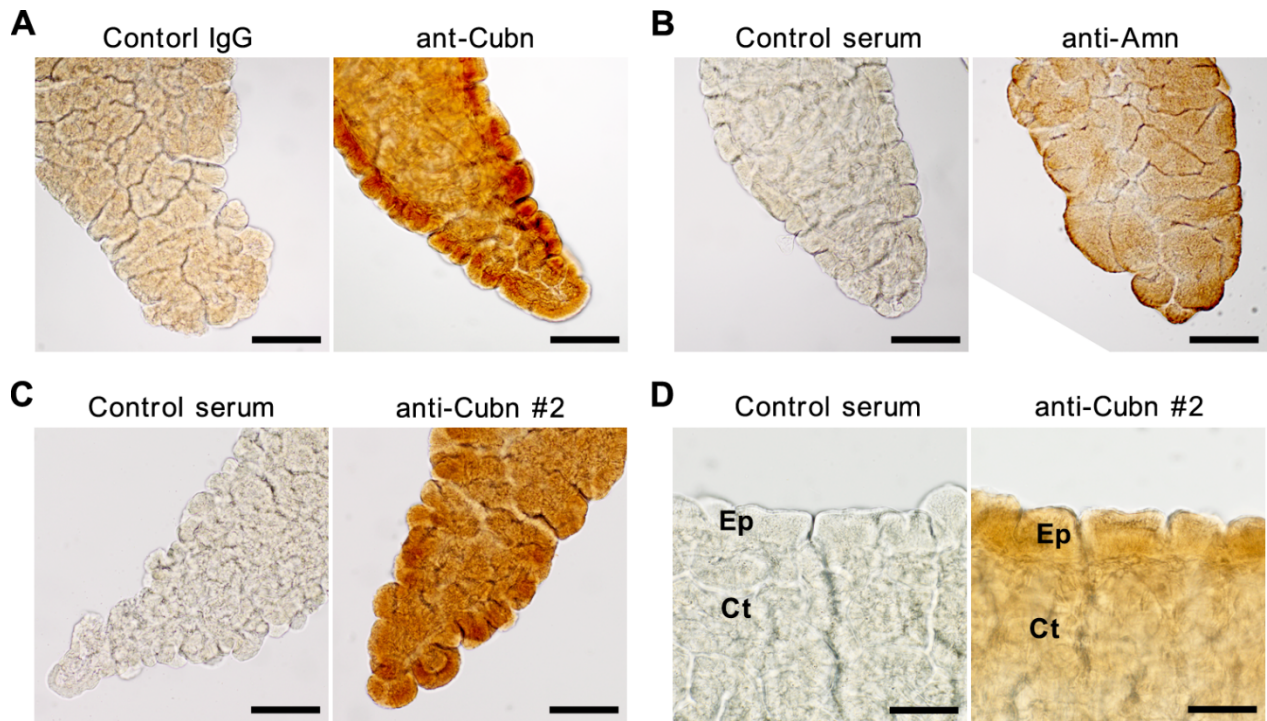 A
Contorl IgG
ant-Cubn
B
Control serum
anti-Amn
C
Control serum
anti-Cubn #2
D
Control serum
anti-Cubn #2
Ep
Ct
Ep
Ct